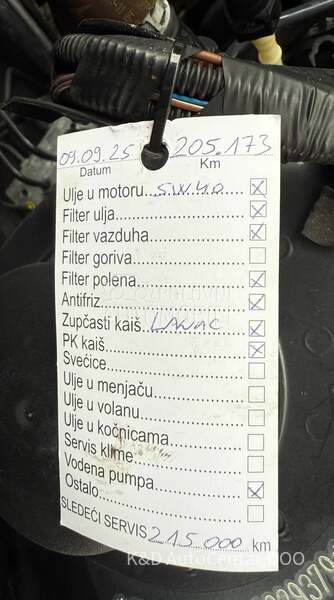 09.09.25 205.173
Datum Km
Ulje u motoru 5W40
Filter ulja
Filter vazduha
Filter goriva
Filter polena
Antifriz
Zupčasti kaiš LANAC
PK kaiš
Svećice
Ulje u menjaču
Ulje u volanu
Ulje u kočnicama
Servis klime
Vodena pumpa
Ostalo
SLEDEĆI SERVIS 215.000 km
K&D AutoCentar DOO